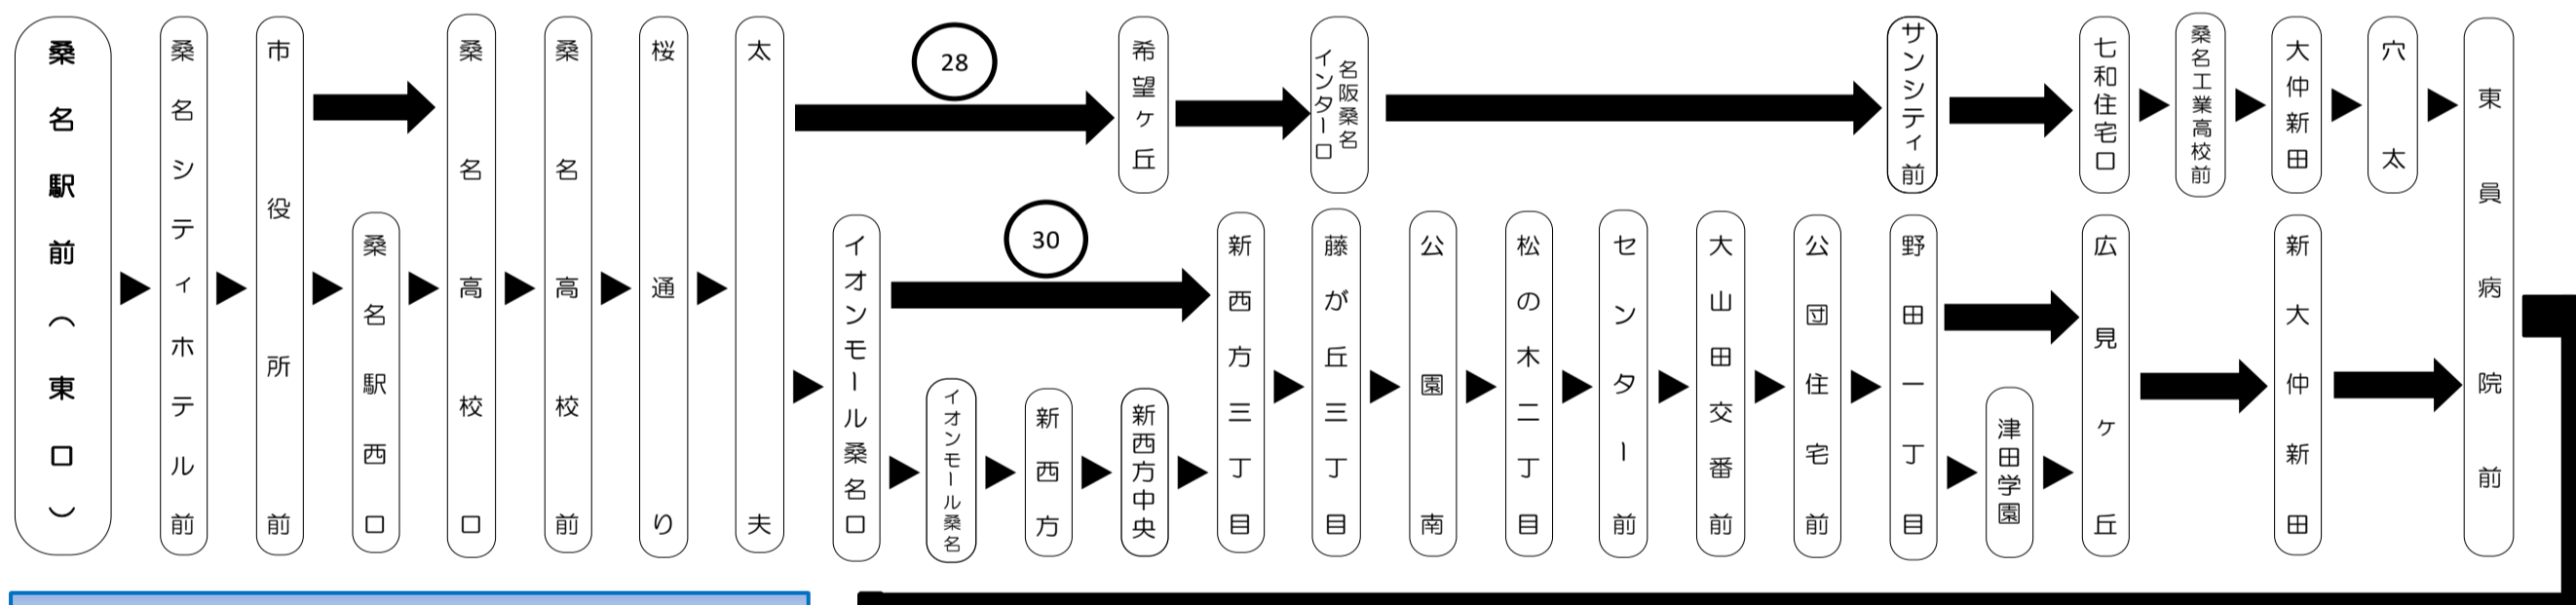 桑名駅前（東口）
桑名シティホテル前
市役所前
桑名駅西口
桑名高校口
桑名高校前
桜通り
太夫
28
希望ヶ丘
名阪桑名
インター口
サンシティ前
七和住宅口
桑名工業高校前
大仲新田
穴太
イオンモール桑名口
30
イオンモール桑名
新西方
新西方中央
新西方三丁目
藤が丘三丁目
公園南
松の木二丁目
センター前
大山田交番前
公団住宅前
野田一丁目
津田学園
広見ヶ丘
新大仲新田
東員病院前